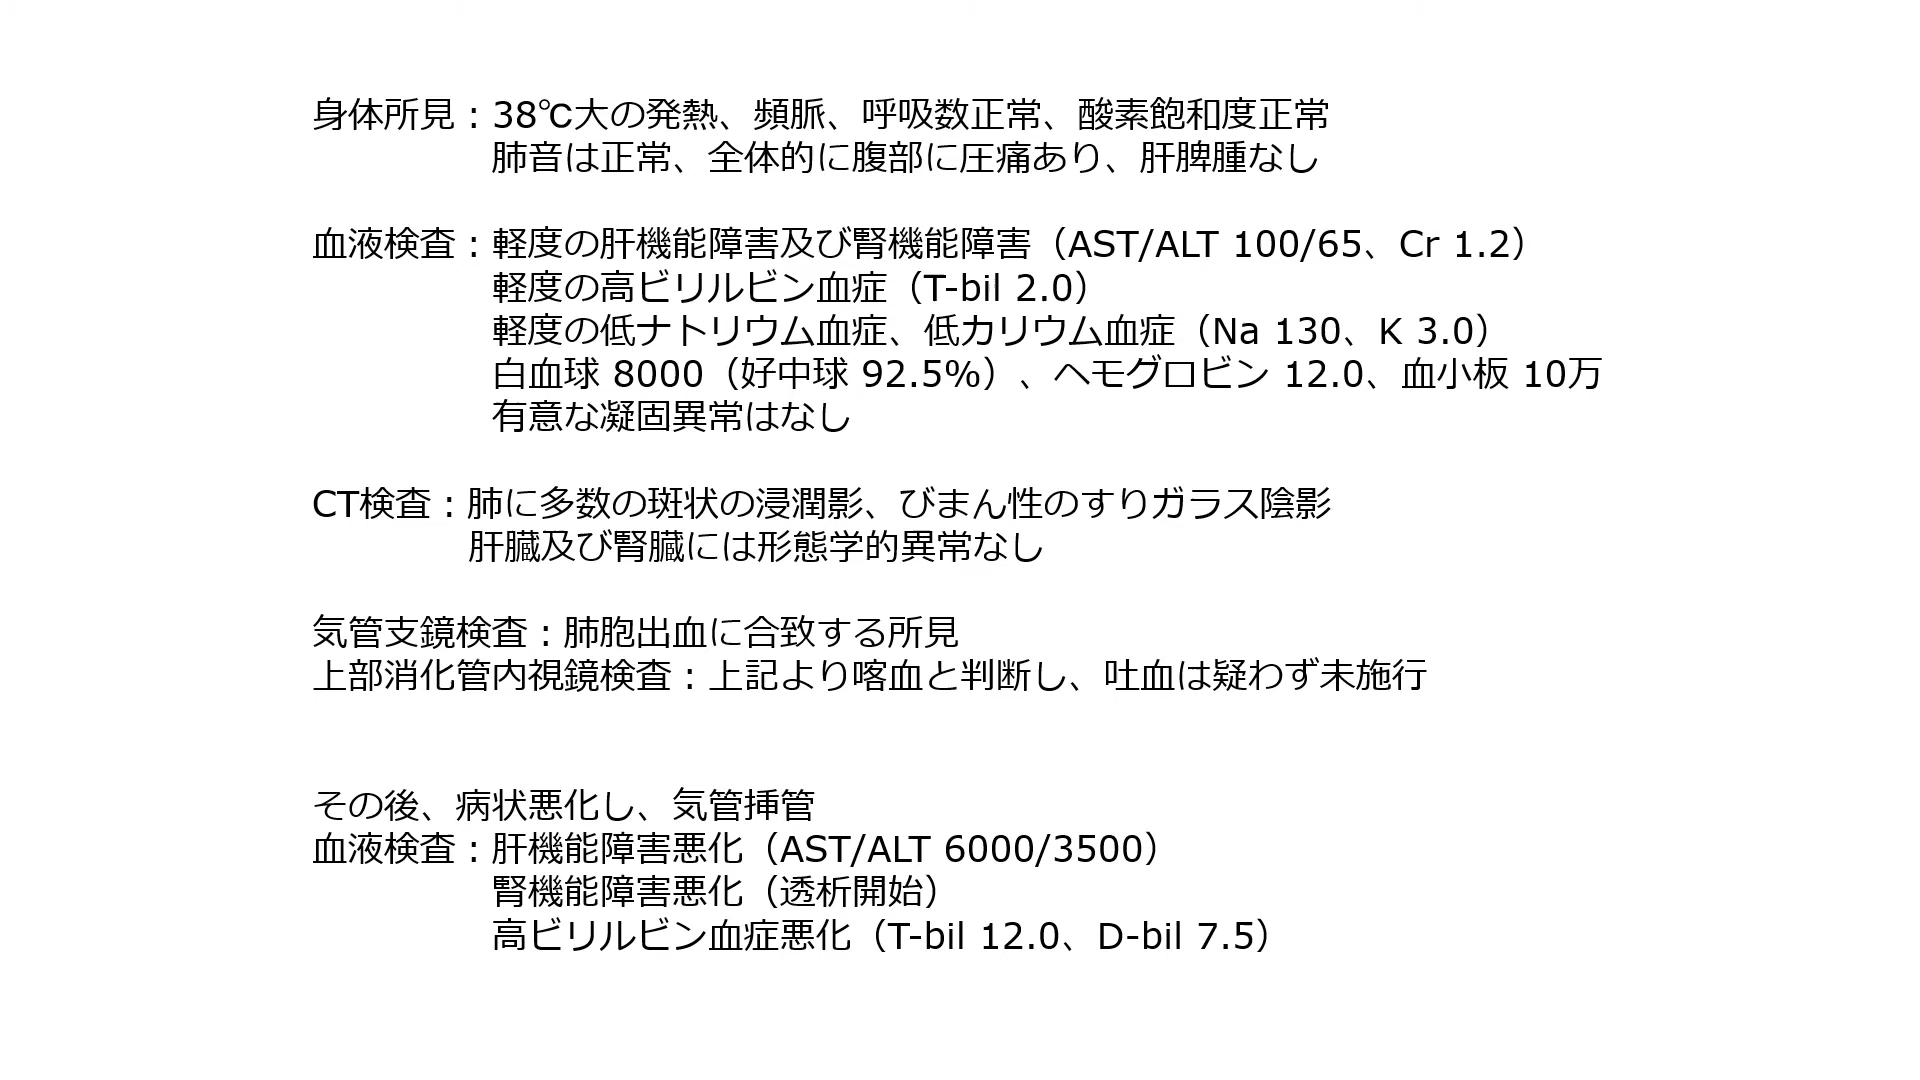 身体所見：38℃大の発熱、頻脈、呼吸数正常、酸素飽和度正常
肺音は正常、全体的に腹部に圧痛あり、肝脾腫なし
血液検査：軽度の肝機能障害及び腎機能障害（AST/ALT 100/65、Cr 1.2）
軽度の高ビリルビン血症（T-bil 2.0）
軽度の低ナトリウム血症、低カリウム血症（Na 130、K 3.0）
白血球 8000（好中球 92.5%）、ヘモグロビン 12.0、血小板 10万
有意な凝固異常はなし
CT検査：肺に多数の斑状の浸潤影、びまん性のすりガラス陰影
肝臓及び腎臓には形態学的異常なし
気管支鏡検査：肺胞出血に合致する所見
上部消化管内視鏡検査：上記より喀血と判断し、吐血は疑わず未施行
その後、病状悪化し、気管挿管
血液検査：肝機能障害悪化（AST/ALT 6000/3500）
腎機能障害悪化（透析開始）
高ビリルビン血症悪化（T-bil 12.0、D-bil 7.5）